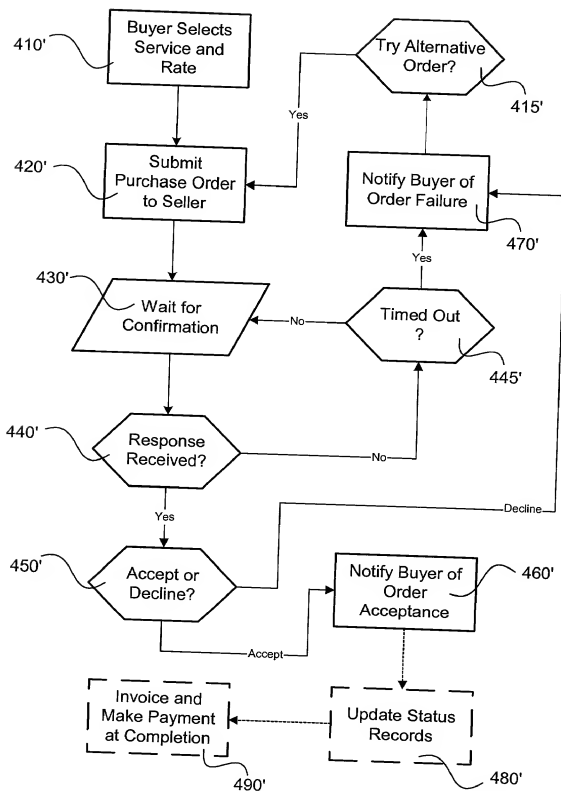 410'
Buyer Selects
Service and
Rate
Try Alternative
Order?
415'
Yes
420'
Submit
Purchase Order
to Seller
Notify Buyer of
Order Failure
470'
Yes
430'
Wait for
Confirmation
No
Timed Out
?
445'
440'
Response
Received?
No
Yes
Decline
450'
Accept or
Decline?
Notify Buyer of
Order
Acceptance
460'
Accept
Invoice and
Make Payment
at Completion
490'
Update Status
Records
480'